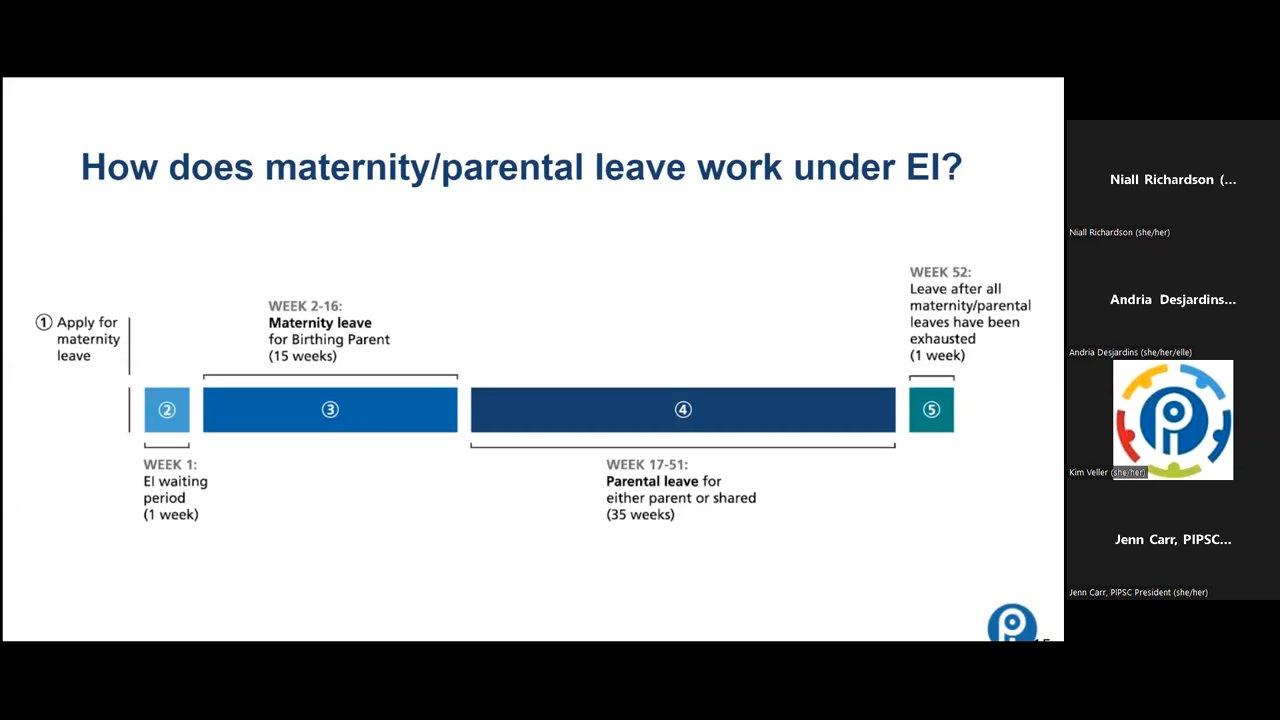 How does maternity/parental leave work under EI?
① Apply for
maternity
leave
WEEK 2-16:
Maternity leave
for Birthing Parent
(15 weeks)
WEEK 52:
Leave after all
maternity/parental
leaves have been
exhausted
(1 week)
②
③
④
⑤
WEEK 1:
EI waiting
period
(1 week)
WEEK 17-51:
Parental leave for
either parent or shared
(35 weeks)
Niall Richardson (...
Niall Richardson (she/her)
Andria Desjardins...
Andria Desjardins (she/her/elle)
Kim Veller (she/her)
Jenn Carr, PIPSC...
Jenn Carr, PIPSC President (she/her)